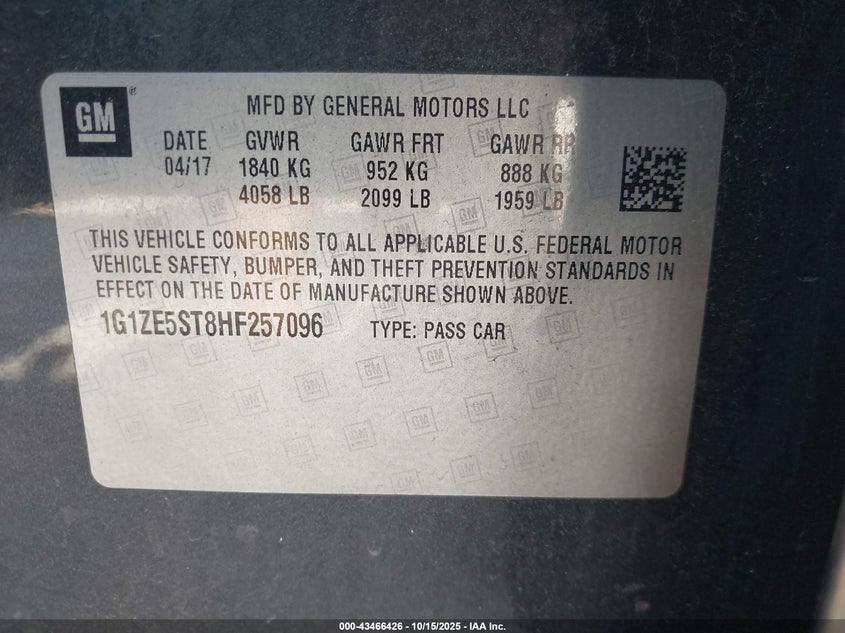 GM ®
MFD BY GENERAL MOTORS LLC
DATE GVWR GAWR FRT GAWR RR
04/17 1840 KG 952 KG 888 KG
4058 LB 2099 LB 1959 LB
THIS VEHICLE CONFORMS TO ALL APPLICABLE U.S. FEDERAL MOTOR
VEHICLE SAFETY, BUMPER, AND THEFT PREVENTION STANDARDS IN
EFFECT ON THE DATE OF MANUFACTURE SHOWN ABOVE.
1G1ZE5ST8HF257096 TYPE: PASS CAR
000-43466426 - 10/15/2025 - IAA Inc.